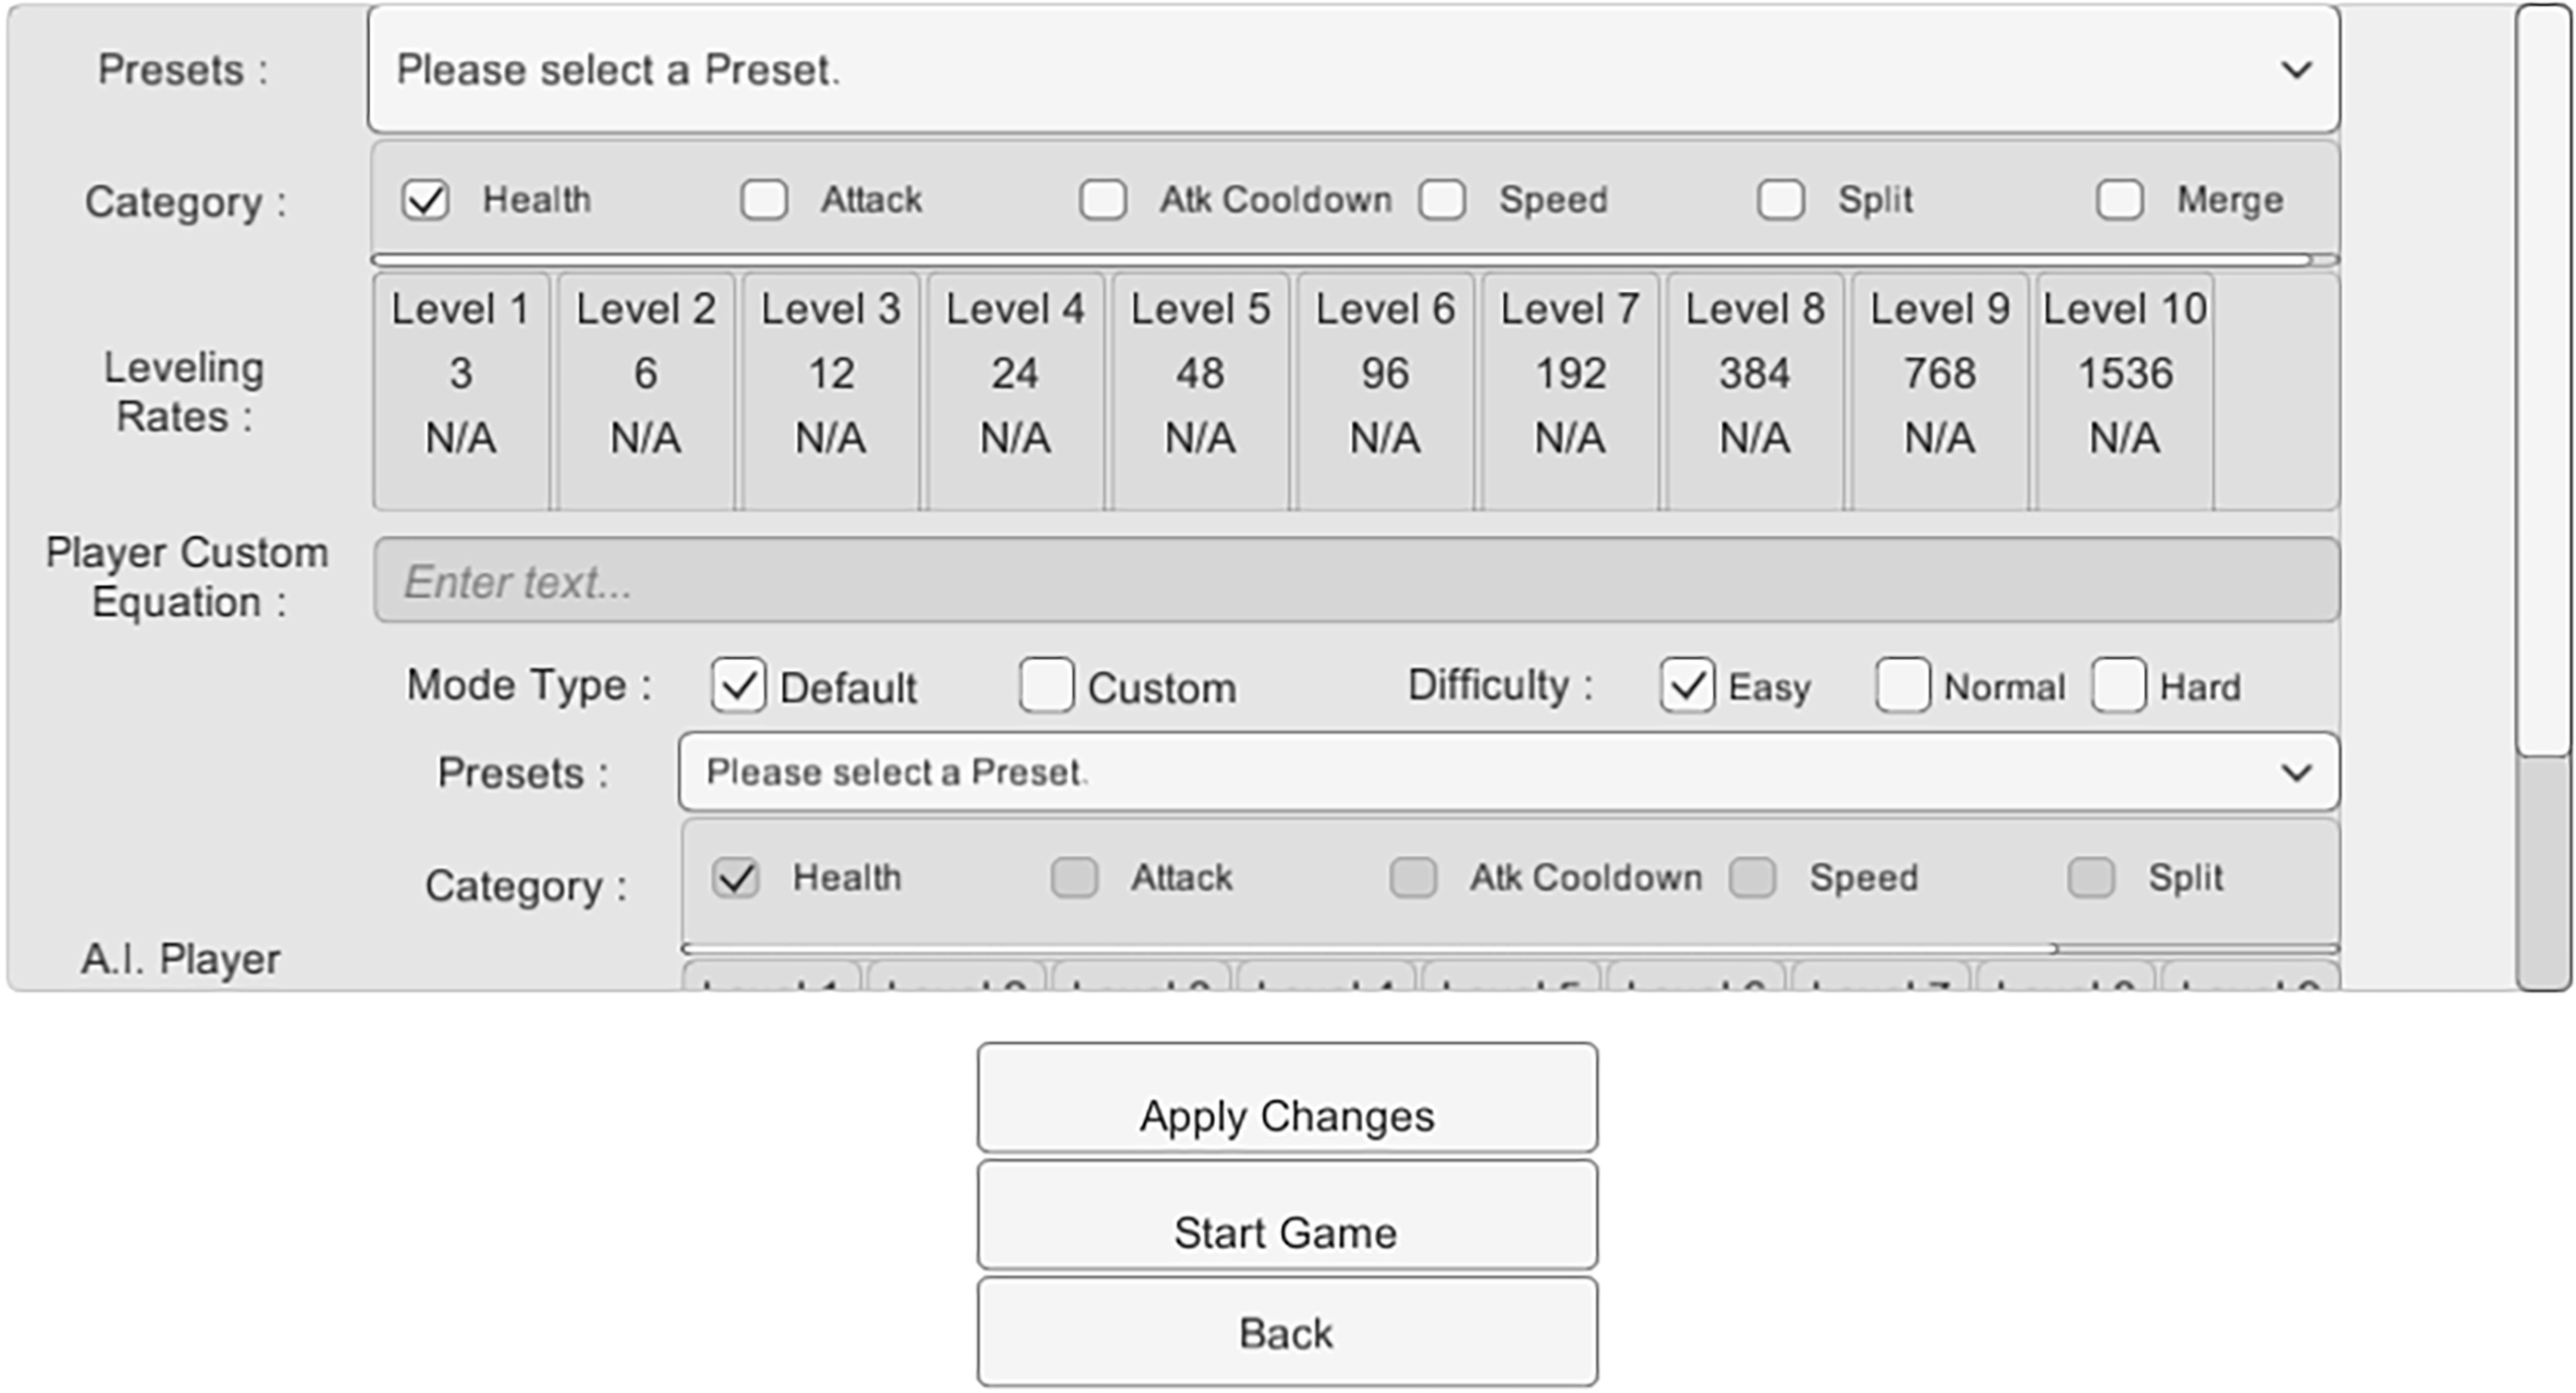 Presets :
Please select a Preset.
Category :
Health Attack Atk Cooldown Speed Split Merge
Level 1 Level 2 Level 3 Level 4 Level 5 Level 6 Level 7 Level 8 Level 9 Level 10
Leveling
Rates :
3 6 12 24 48 96 192 384 768 1536
N/A N/A N/A N/A N/A N/A N/A N/A N/A N/A
Player Custom
Equation :
Enter text...
Mode Type : Default Custom Difficulty : Easy Normal Hard
Presets : Please select a Preset.
Category : Health Attack Atk Cooldown Speed Split
A.I. Player
Apply Changes
Start Game
Back